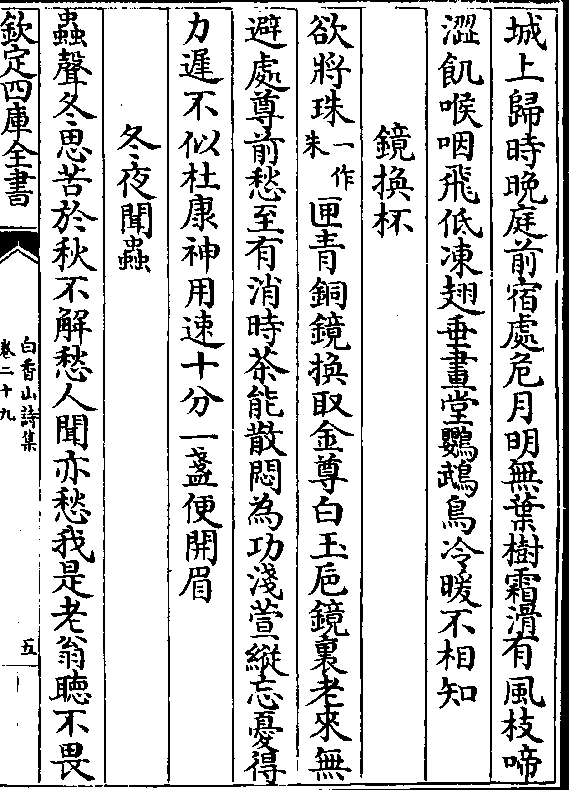 城上歸時晚庭前宿處危月明無葉樹霜滑有風枝啼
澀飢喉咽飛低凍翅垂畫堂鸚鵡鳥冷暖不相知
鏡換杯
欲將珠一作朱匣青銅鏡換取金尊白玉巵鏡裏老來無
避處尊前愁至有消時茶能散悶為功淺萱縱忘憂得
力遲不似杜康神用速十分一盞便開眉
冬夜聞蟲
蟲聲冬思苦於秋不解愁人聞亦愁我是老翁聽不畏
欽定四庫全書
白香山詩集
卷二十九
五